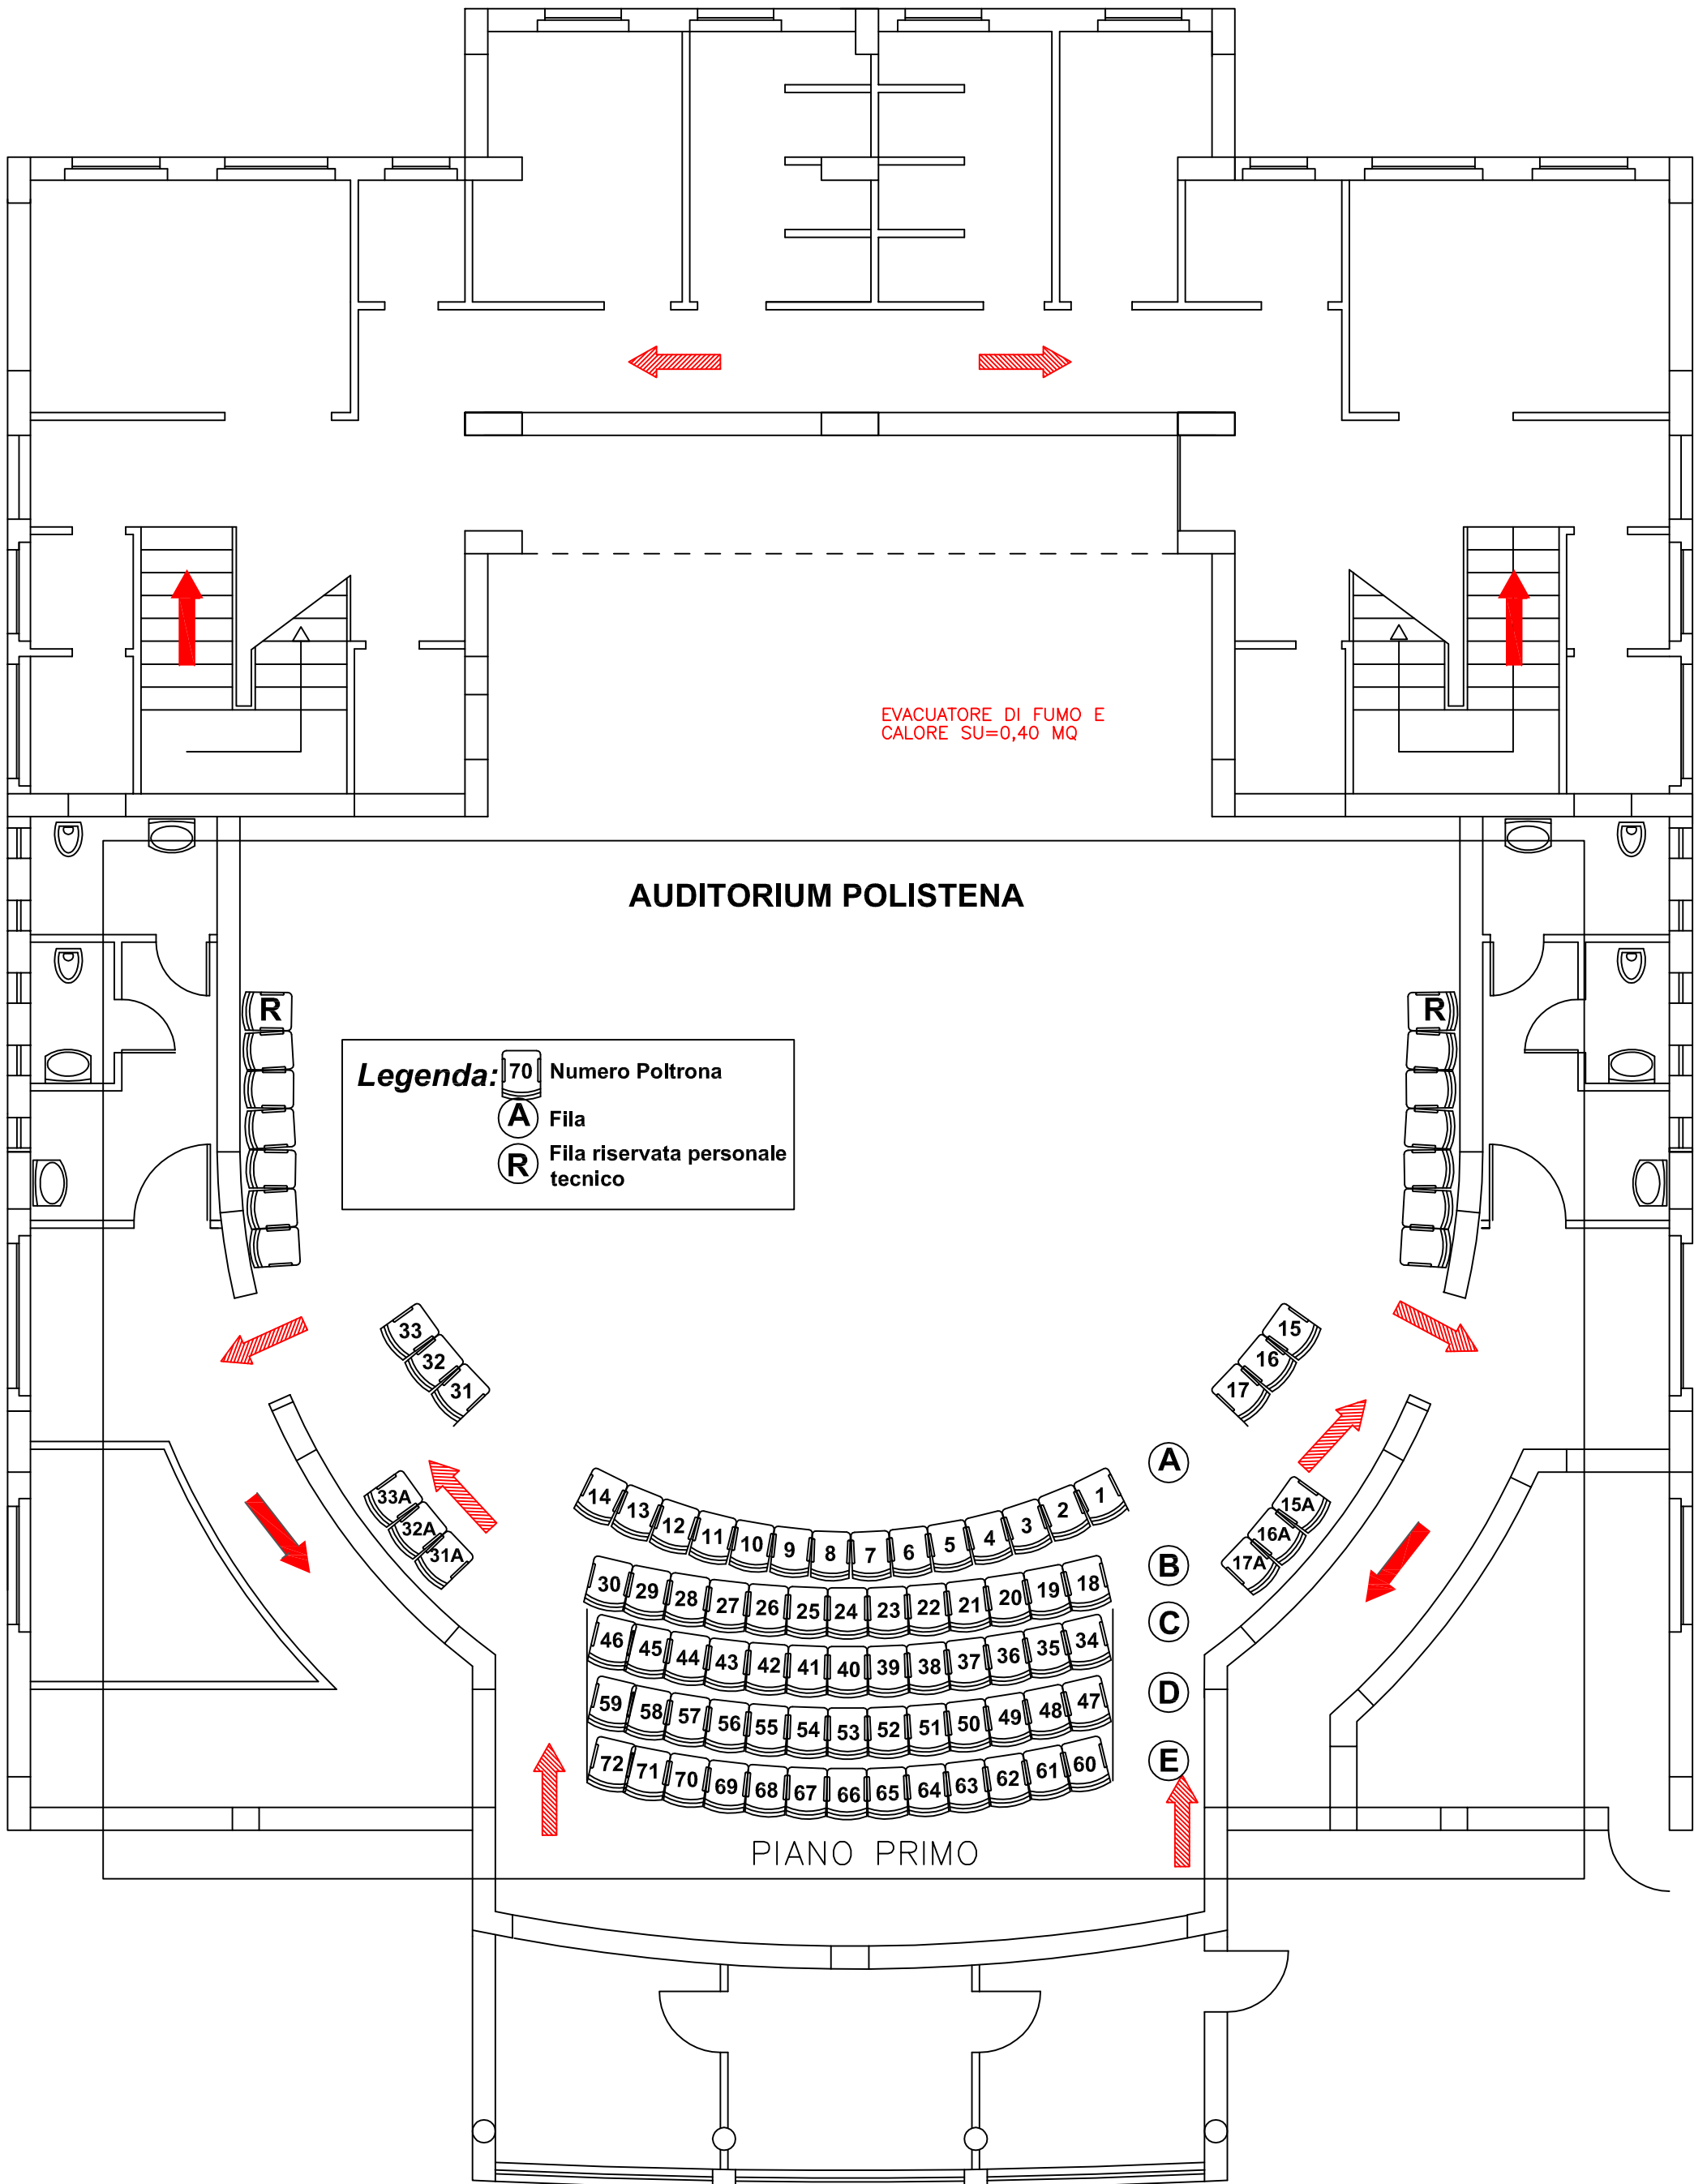 EVACUATORE DI FUMO E
CALORE SU=0,40 MQ
AUDITORIUM POLISTENA
R
R
Legenda:
70 Numero Poltrona
A Fila
R Fila riservata personale
tecnico
33
32
31
15
16
17
A
33A
32A
31A
15A
16A
17A
14 13 12 11 10 9 8 7 6 5 4 3 2 1
B
30 29 28 27 26 25 24 23 22 21 20 19 18
C
46 45 44 43 42 41 40 39 38 37 36 35 34
D
59 58 57 56 55 54 53 52 51 50 49 48 47
E
72 71 70 69 68 67 66 65 64 63 62 61 60
PIANO PRIMO